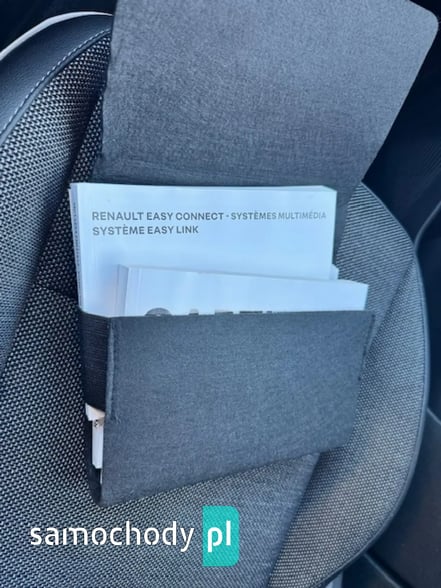 RENAULT EASY CONNECT - SYSTÈMES MULTIMÉDIA
SYSTÈME EASY LINK
samochody pl